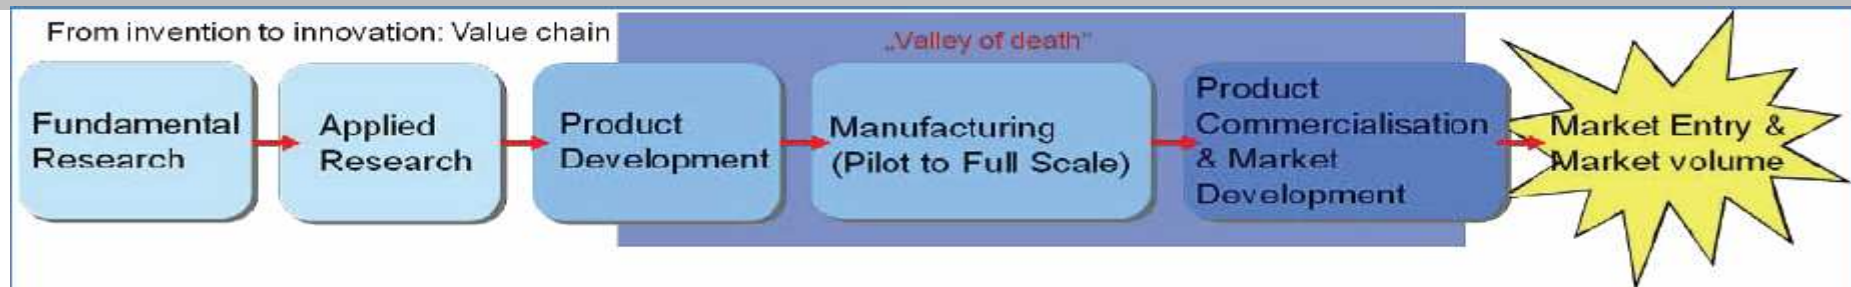 From invention to innovation: Value chain
„Valley of death“
Fundamental
Research
Applied
Research
Product
Development
Manufacturing
(Pilot to Full Scale)
Product
Commercialisation
& Market
Development
Market Entry &
Market volume